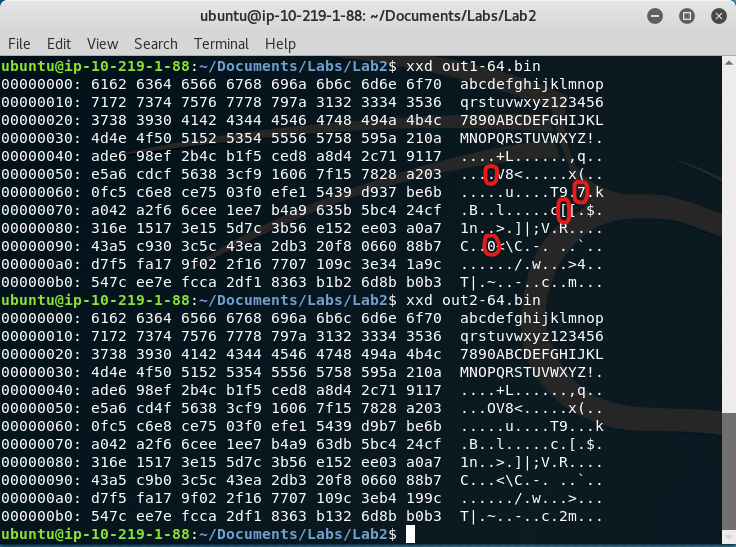 ubuntu@ip-10-219-1-88: ~/Documents/Labs/Lab2
File Edit View Search Terminal Help
ubuntu@ip-10-219-1-88:~/Documents/Labs/Lab2$ xxd out1-64.bin
00000000: 6162 6364 6566 6768 696a 6b6c 6d6e 6f70  abcdefghijklmnop
00000010: 7172 7374 7576 7778 797a 3132 3334 3536  qrstuvwxyz123456
00000020: 3738 3930 4142 4344 4546 4748 494a 4b4c  7890ABCDEFGHIJKL
00000030: 4d4e 4f50 5152 5354 5556 5758 595a 210a  MNOPQRSTUVWXYZ!.
00000040: ade6 98ef 2b4c b1f5 ced8 a8d4 2c71 9117  ....+L......,q..
00000050: e5a6 cdcf 5638 3cf9 1606 7f15 7828 a203  ....V8<.....x(..
00000060: 0fc5 c6e8 ce75 03f0 efe1 5439 d937 be6b  .....u....T9.7.k
00000070: a042 a2f6 6cee 1ee7 b4a9 635b 5bc4 24cf  .B..l.....c[[.$.
00000080: 316e 1517 3e15 5d7c 3b56 e152 ee03 a0a7  1n..>.]|;V.R....
00000090: 43a5 c930 3c5c 43ea 2db3 20f8 0660 88b7  C..0<\C.-. ..`..
000000a0: d7f5 fa17 9f02 2f16 7707 109c 3e34 1a9c  ....../.w...>4..
000000b0: 547c ee7e fcca 2df1 8363 b1b2 6d8b b0b3  T|.~..-..c..m...
ubuntu@ip-10-219-1-88:~/Documents/Labs/Lab2$ xxd out2-64.bin
00000000: 6162 6364 6566 6768 696a 6b6c 6d6e 6f70  abcdefghijklmnop
00000010: 7172 7374 7576 7778 797a 3132 3334 3536  qrstuvwxyz123456
00000020: 3738 3930 4142 4344 4546 4748 494a 4b4c  7890ABCDEFGHIJKL
00000030: 4d4e 4f50 5152 5354 5556 5758 595a 210a  MNOPQRSTUVWXYZ!.
00000040: ade6 98ef 2b4c b1f5 ced8 a8d4 2c71 9117  ....+L......,q..
00000050: e5a6 cd4f 5638 3cf9 1606 7f15 7828 a203  ...OV8<.....x(..
00000060: 0fc5 c6e8 ce75 03f0 efe1 5439 d9b7 be6b  .....u....T9...k
00000070: a042 a2f6 6cee 1ee7 b4a9 63db 5bc4 24cf  .B..l.....c.[.$.
00000080: 316e 1517 3e15 5d7c 3b56 e152 ee03 a0a7  1n..>.]|;V.R....
00000090: 43a5 c9b0 3c5c 43ea 2db3 20f8 0660 88b7  C...<\C.-. ..`..
000000a0: d7f5 fa17 9f02 2f16 7707 109c 3eb4 199c  ....../.w...>...
000000b0: 547c ee7e fcca 2df1 8363 b132 6d8b b0b3  T|.~..-..c.2m...
ubuntu@ip-10-219-1-88:~/Documents/Labs/Lab2$